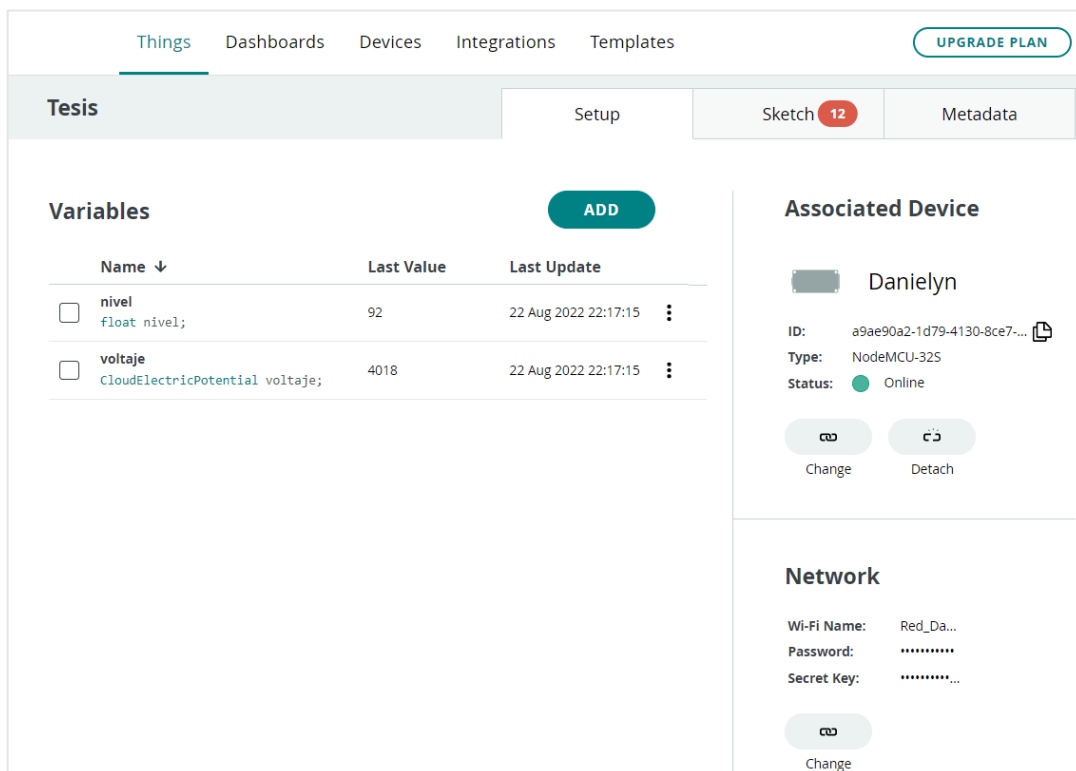 Things Dashboards Devices Integrations Templates UPGRADE PLAN
Tesis Setup Sketch 12 Metadata
Variables ADD
Name Last Value Last Update
nivel
float nivel;
92 22 Aug 2022 22:17:15
voltaje
CloudElectricPotential voltaje;
4018 22 Aug 2022 22:17:15
Associated Device
Danielyn
ID: a9ae90a2-1d79-4130-8ce7-...
Type: NodeMCU-32S
Status: Online
Change Detach
Network
Wi-Fi Name: Red_Da...
Password: •••••••••••
Secret Key: ••••••••••...
Change